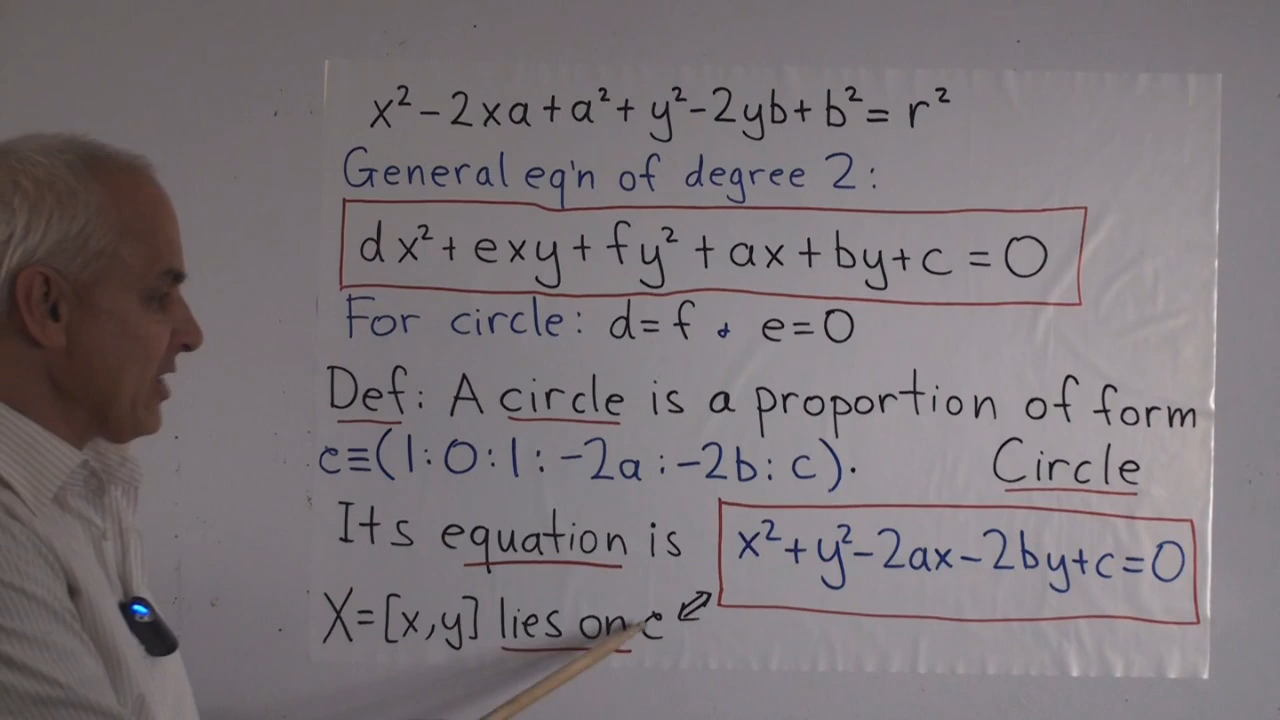 x² - 2xa + a² + y² - 2yb + b² = r²
General eq'n of degree 2:
dx² + exy + fy² + ax + by + c = 0
For circle: d = f & e = 0
Def: A circle is a proportion of form
c ≡ (1 : 0 : 1 : -2a : -2b : c).
Circle
Its equation is
x² + y² - 2ax - 2by + c = 0
X = [x, y] lies on c ⇔